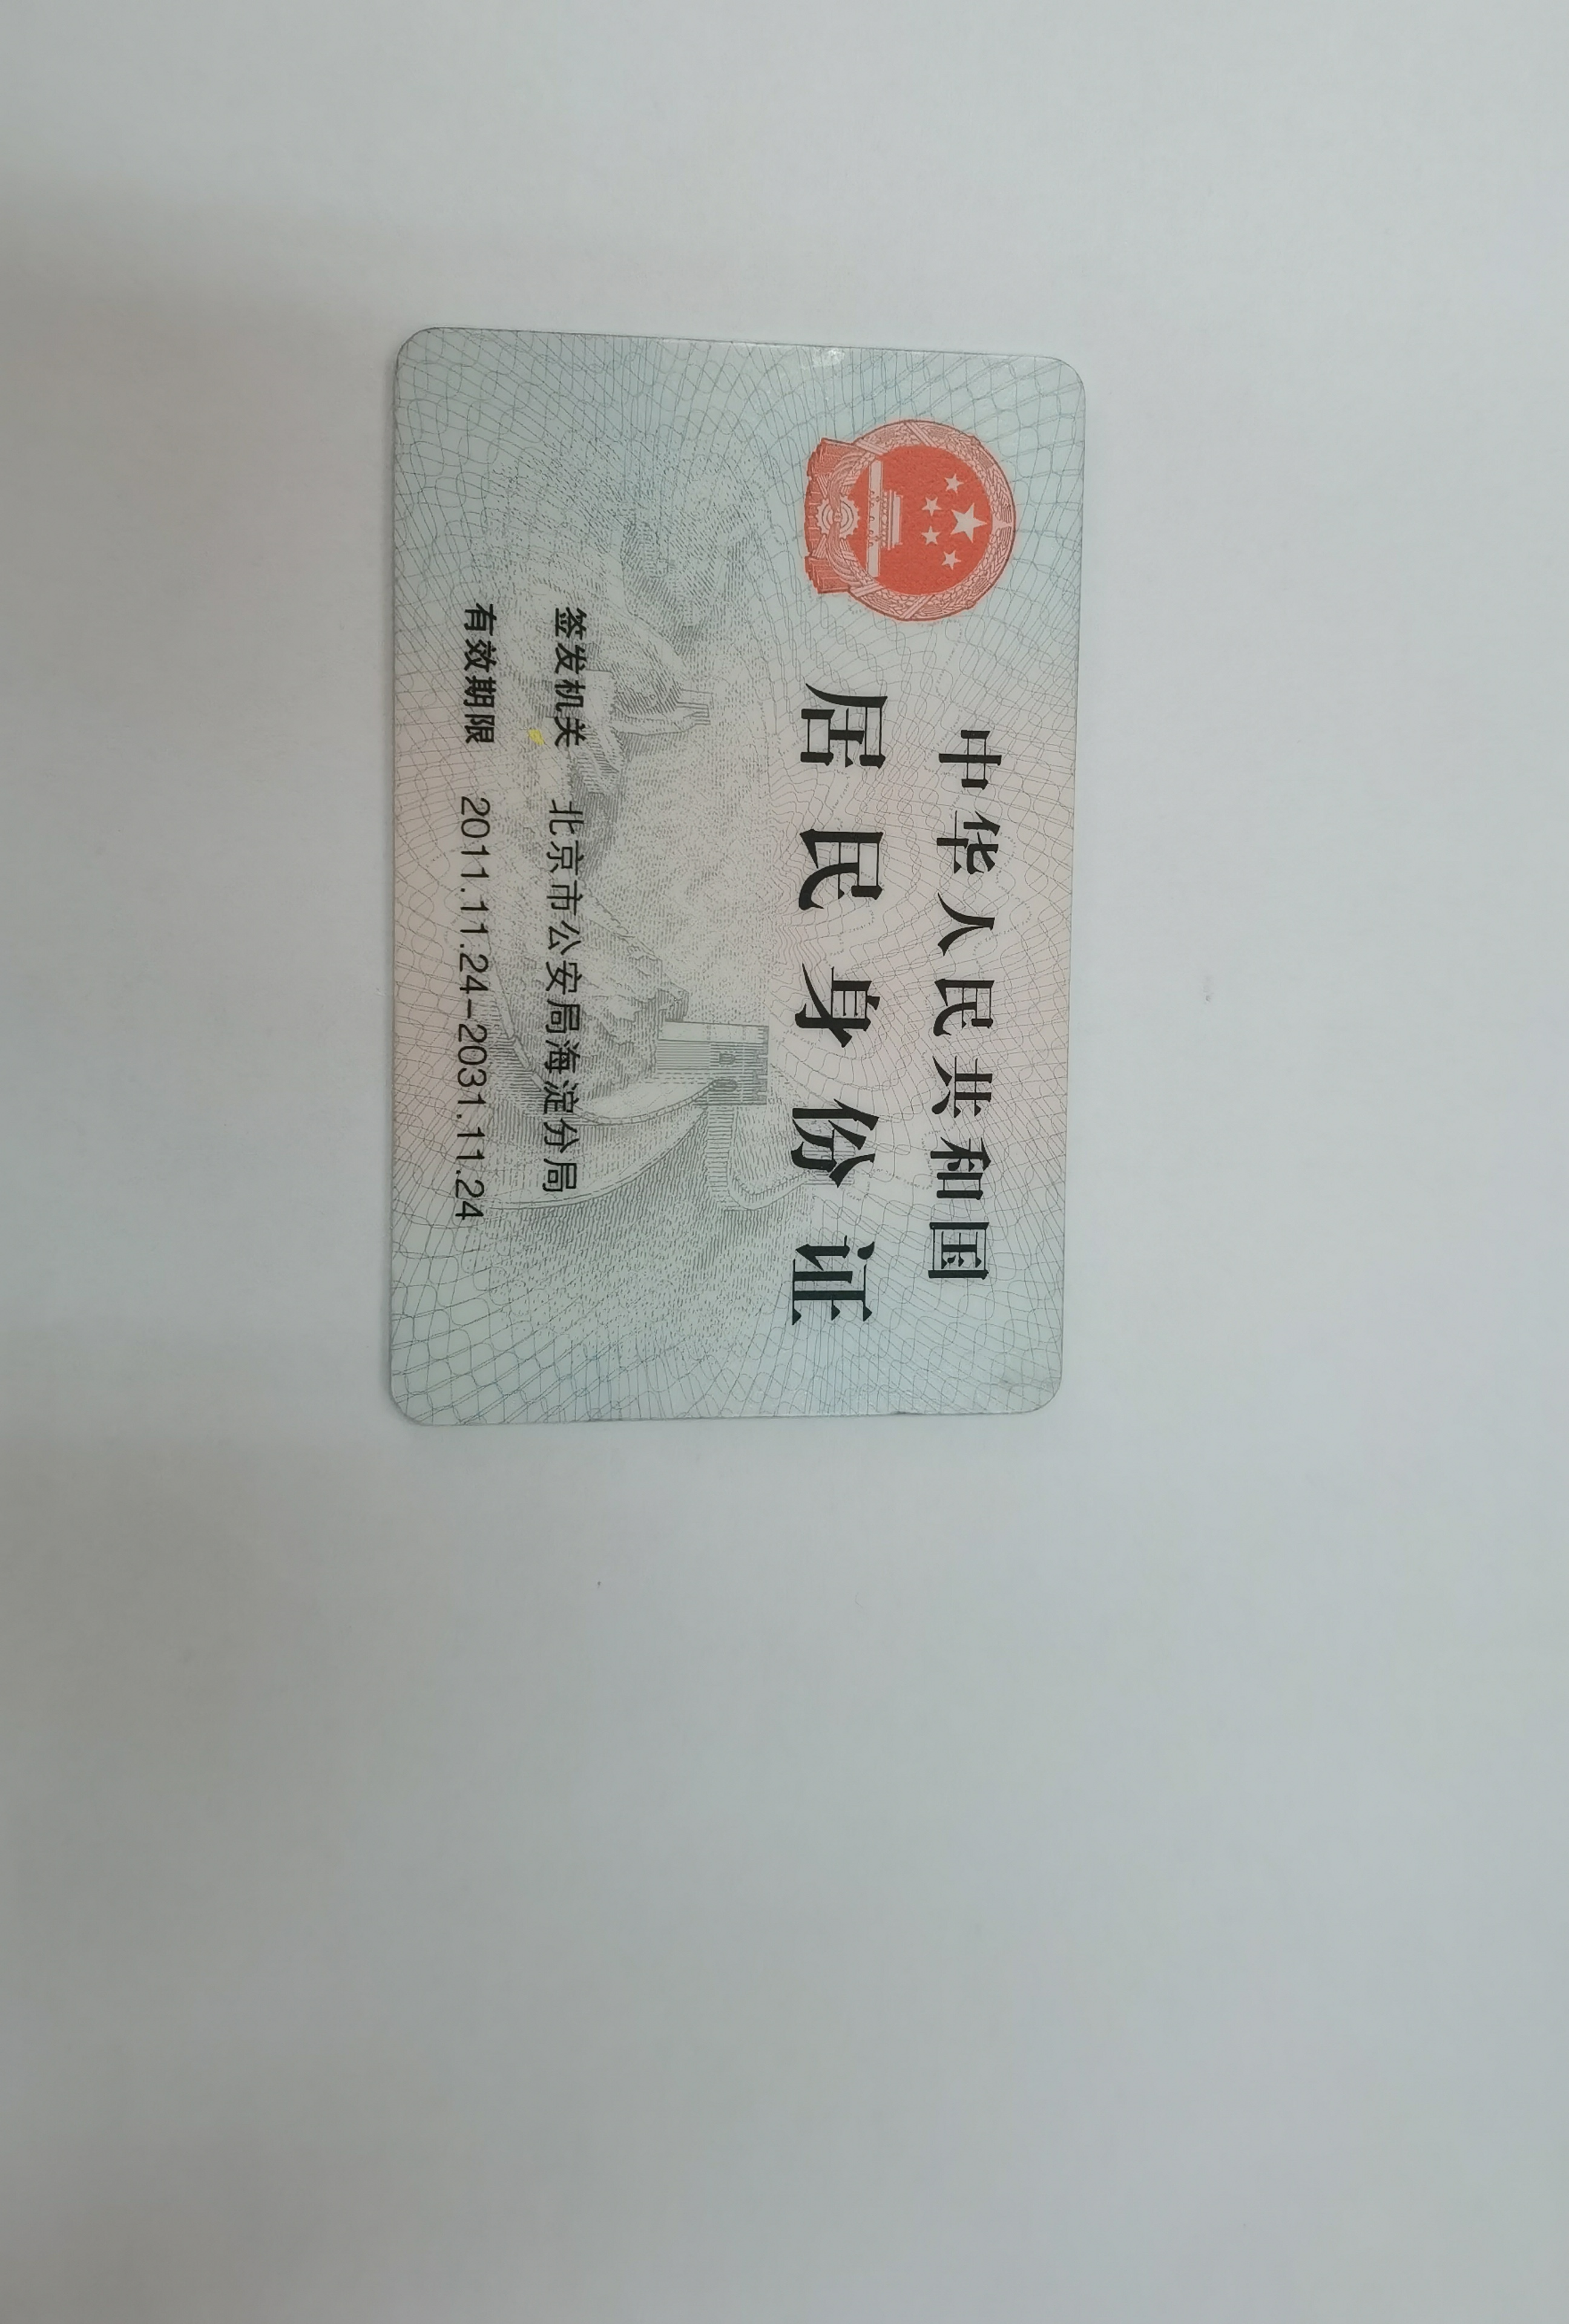 中华人民共和国
居民身份证
签发机关 北京市公安局海淀分局
有效期限 2011.11.24-2031.11.24